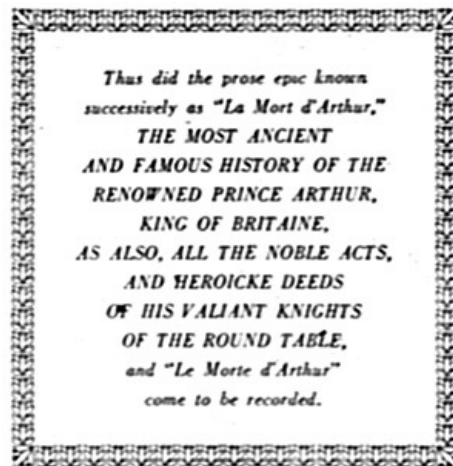 Thus did the prose epic known
successively as "La Mort d'Arthur,"
THE MOST ANCIENT
AND FAMOUS HISTORY OF THE
RENOWNED PRINCE ARTHUR,
KING OF BRITAINE,
AS ALSO, ALL THE NOBLE ACTS,
AND HEROICKE DEEDS
OF HIS VALIANT KNIGHTS
OF THE ROUND TABLE,
and "Le Morte d'Arthur"
come to be recorded.